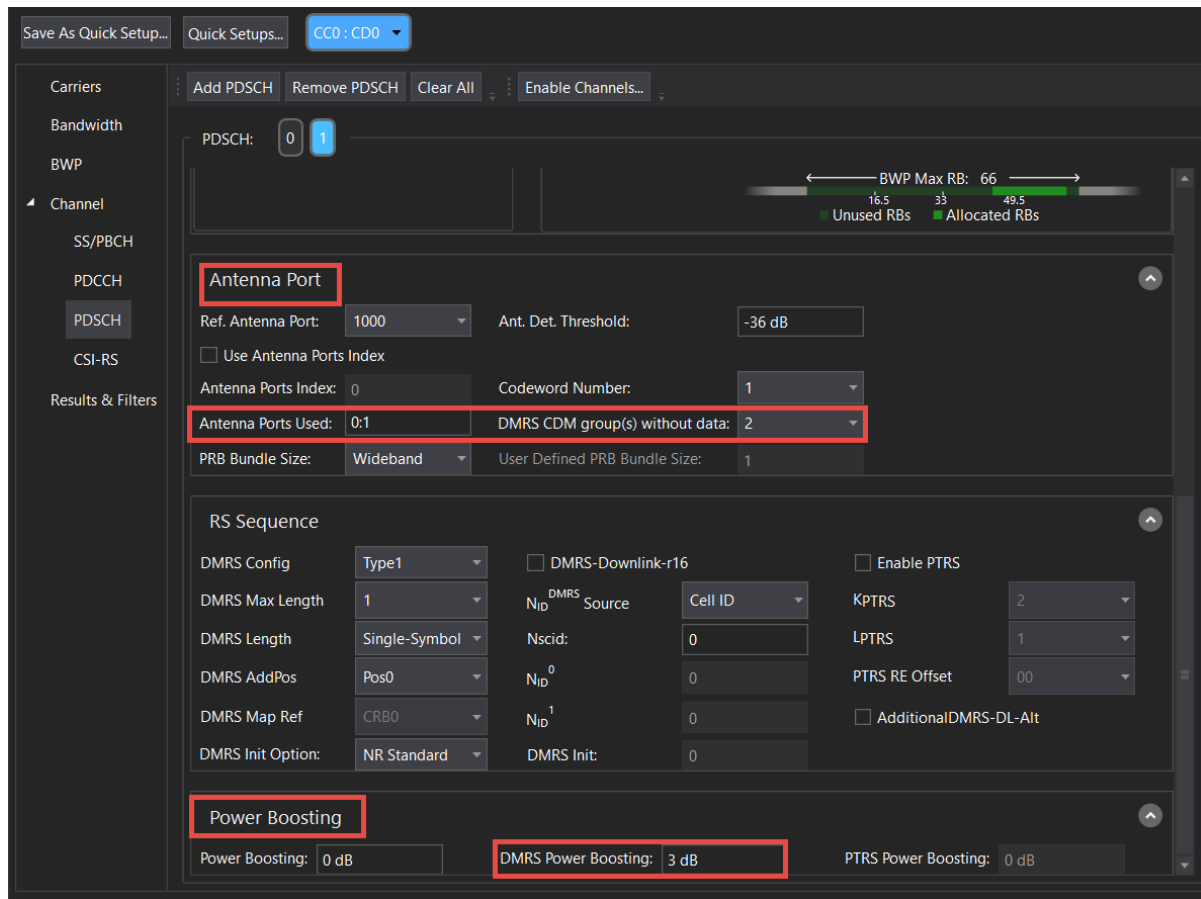 Save As Quick Setup... Quick Setups... CC0 : CD0
Carriers
Bandwidth
BWP
Channel
SS/PBCH
PDCCH
PDSCH
CSI-RS
Results & Filters
Add PDSCH Remove PDSCH Clear All Enable Channels...
PDSCH: 0 1
BWP Max RB: 66
16.5 33 49.5
Unused RBs Allocated RBs
Antenna Port
Ref. Antenna Port: 1000 Ant. Det. Threshold: -36 dB
Use Antenna Ports Index
Antenna Ports Index: 0 Codeword Number: 1
Antenna Ports Used: 0:1 DMRS CDM group(s) without data: 2
PRB Bundle Size: Wideband User Defined PRB Bundle Size: 1
RS Sequence
DMRS Config Type1 DMRS-Downlink-r16 Enable PTRS
DMRS Max Length 1 NID^DMRS Source Cell ID KPTRS 2
DMRS Length Single-Symbol Nscid: 0 LPTRS 1
DMRS AddPos Pos0 NID^0 0 PTRS RE Offset 00
DMRS Map Ref CRB0 NID^1 0 AdditionalDMRS-DL-Alt
DMRS Init Option: NR Standard DMRS Init: 0
Power Boosting
Power Boosting: 0 dB DMRS Power Boosting: 3 dB PTRS Power Boosting: 0 dB